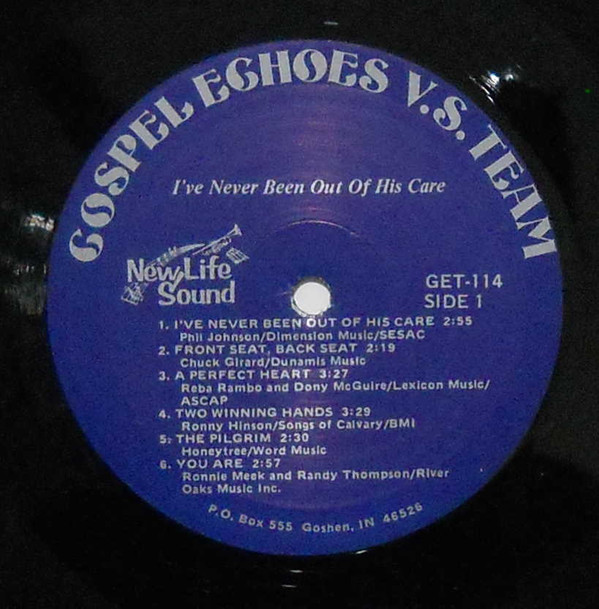 GOSPEL ECHOES V.S. TEAM
I've Never Been Out Of His Care
New Life
Sound
GET-114
SIDE 1
1. I'VE NEVER BEEN OUT OF HIS CARE 2:55
Phil Johnson/Dimension Music/SESAC
2. FRONT SEAT, BACK SEAT 2:19
Chuck Girard/Dunamis Music
3. A PERFECT HEART 3:27
Reba Rambo and Dony McGuire/Lexicon Music/
ASCAP
4. TWO WINNING HANDS 3:29
Ronny Hinson/Songs of Calvary/BMI
5. THE PILGRIM 2:30
Honeytree/Word Music
6. YOU ARE 2:57
Ronnie Meek and Randy Thompson/River
Oaks Music Inc.
P.O. Box 555 Goshen, IN 46526